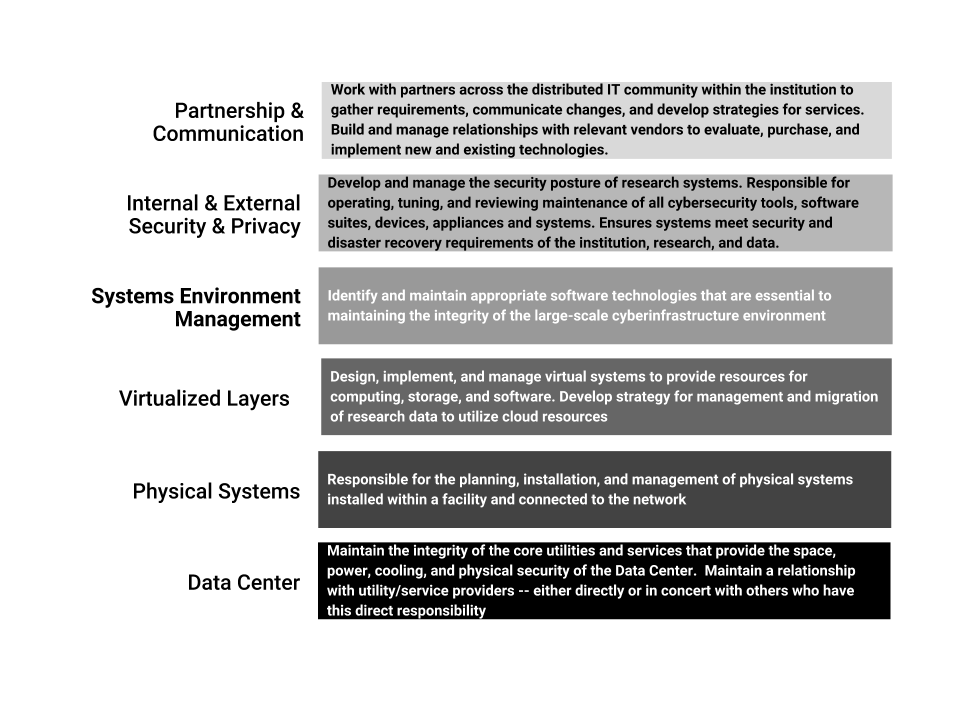 Partnership &
Communication
Work with partners across the distributed IT community within the institution to
gather requirements, communicate changes, and develop strategies for services.
Build and manage relationships with relevant vendors to evaluate, purchase, and
implement new and existing technologies.
Internal & External
Security & Privacy
Develop and manage the security posture of research systems. Responsible for
operating, tuning, and reviewing maintenance of all cybersecurity tools, software
suites, devices, appliances and systems. Ensures systems meet security and
disaster recovery requirements of the institution, research, and data.
Systems Environment
Management
Identify and maintain appropriate software technologies that are essential to
maintaining the integrity of the large-scale cyberinfrastructure environment
Virtualized Layers
Design, implement, and manage virtual systems to provide resources for
computing, storage, and software. Develop strategy for management and migration
of research data to utilize cloud resources
Physical Systems
Responsible for the planning, installation, and management of physical systems
installed within a facility and connected to the network
Data Center
Maintain the integrity of the core utilities and services that provide the space,
power, cooling, and physical security of the Data Center.  Maintain a relationship
with utility/service providers -- either directly or in concert with others who have
this direct responsibility